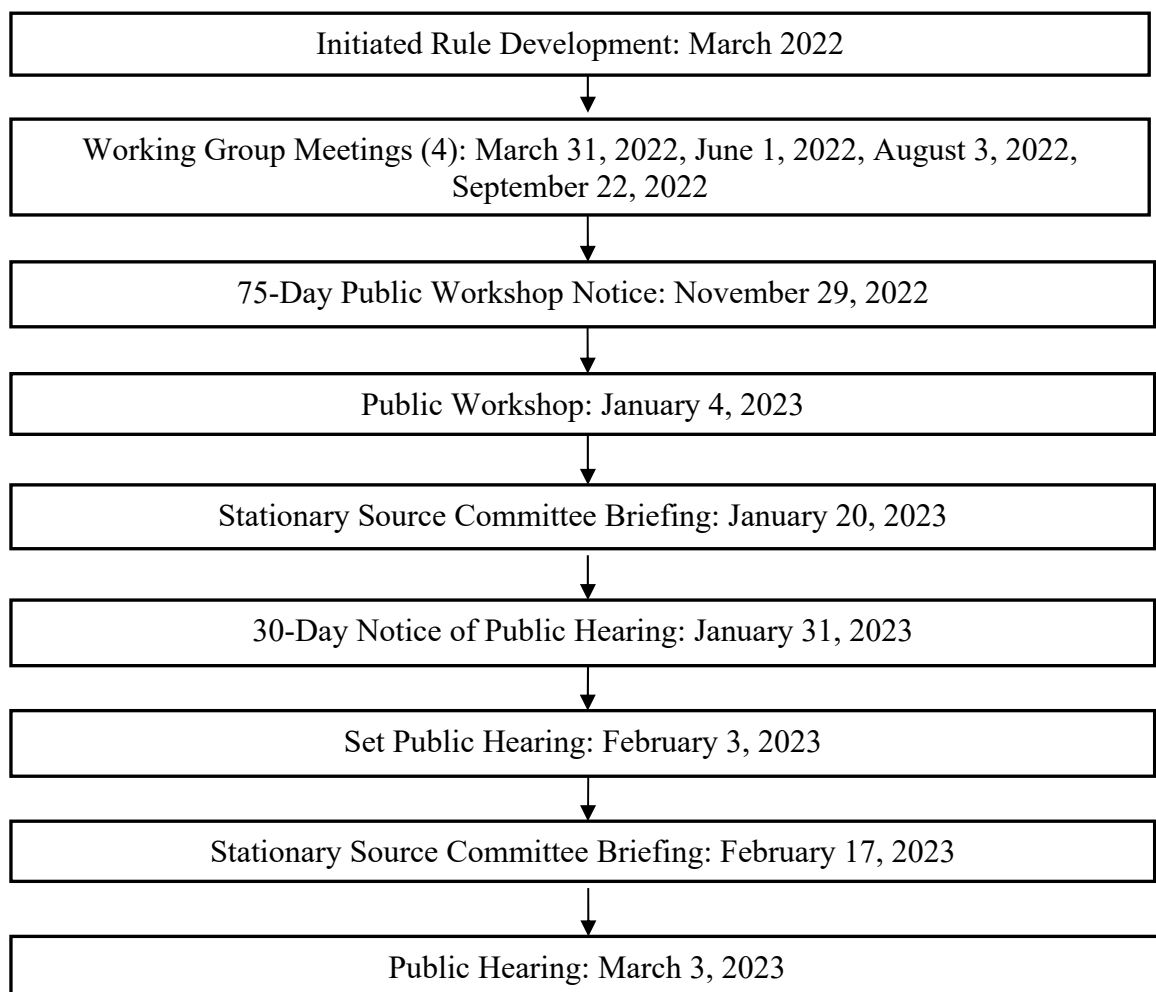 Initiated Rule Development: March 2022
Working Group Meetings (4): March 31, 2022, June 1, 2022, August 3, 2022,
September 22, 2022
75-Day Public Workshop Notice: November 29, 2022
Public Workshop: January 4, 2023
Stationary Source Committee Briefing: January 20, 2023
30-Day Notice of Public Hearing: January 31, 2023
Set Public Hearing: February 3, 2023
Stationary Source Committee Briefing: February 17, 2023
Public Hearing: March 3, 2023